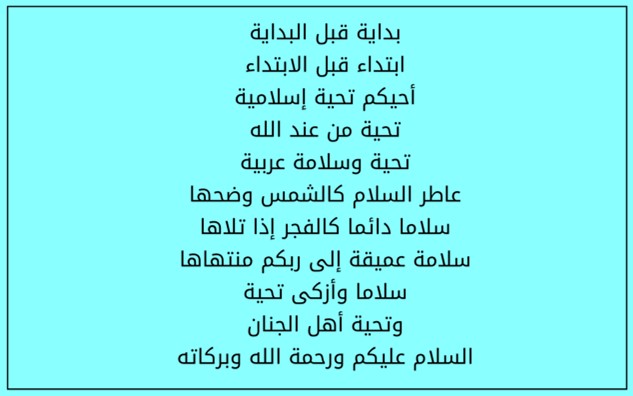 بداية قبل البداية
ابتداء قبل الابتداء
أحيكم تحية إسلامية
تحية من عند الله
تحية وسلامة عربية
عاطر السلام كالشمس وضحها
سلاما دائما كالفجر إذا تلاها
سلامة عميقة إلى ربكم منتهاها
سلاما وأزكى تحية
وتحية أهل الجنان
السلام عليكم ورحمة الله وبركاته